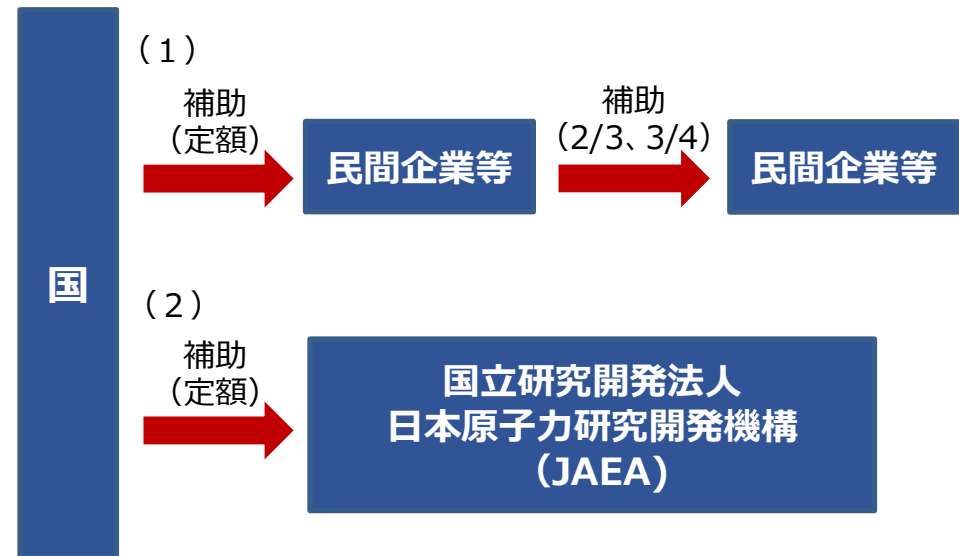 国
（１）
補助
（定額）
民間企業等
補助
（2/3、3/4）
民間企業等
（２）
補助
（定額）
国立研究開発法人
日本原子力研究開発機構
（JAEA)